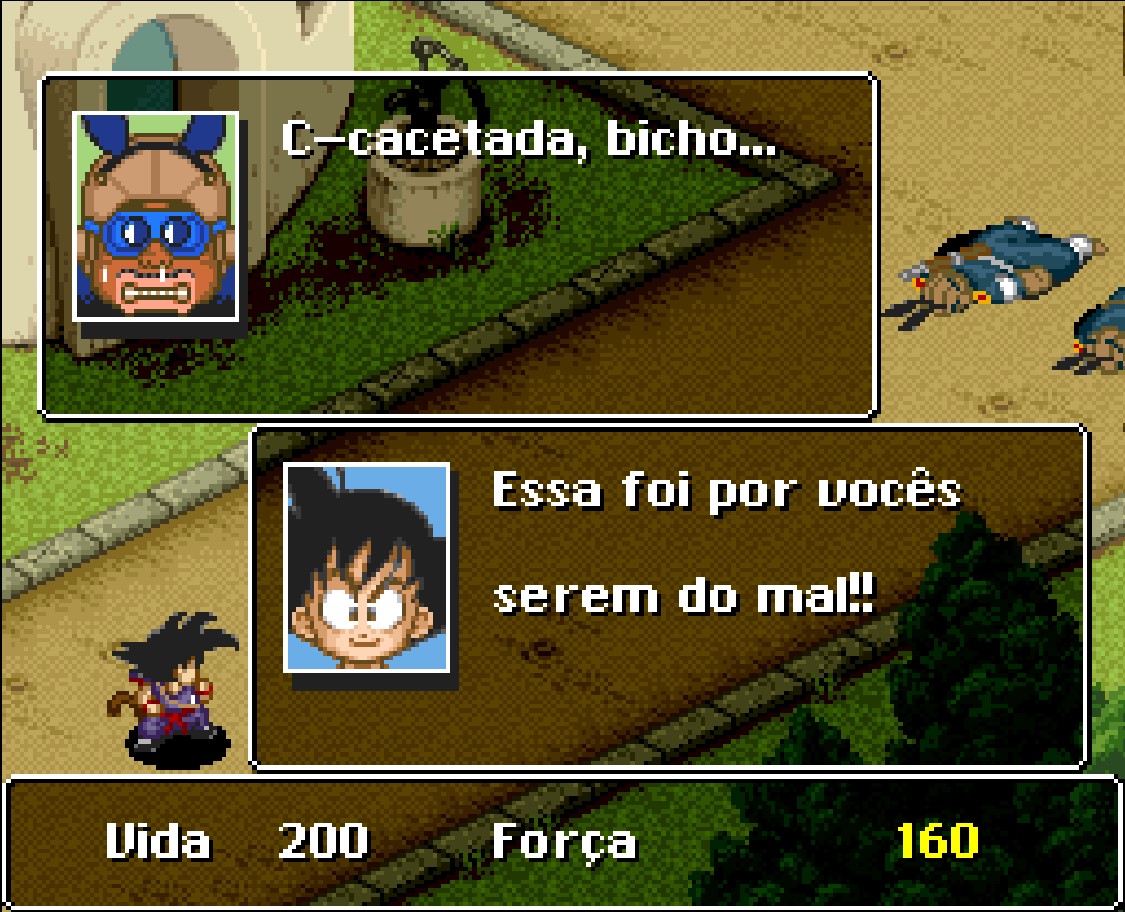 C-cacetada, bicho...
Essa foi por vocês
serem do mal!!
Vida 200 Força 160